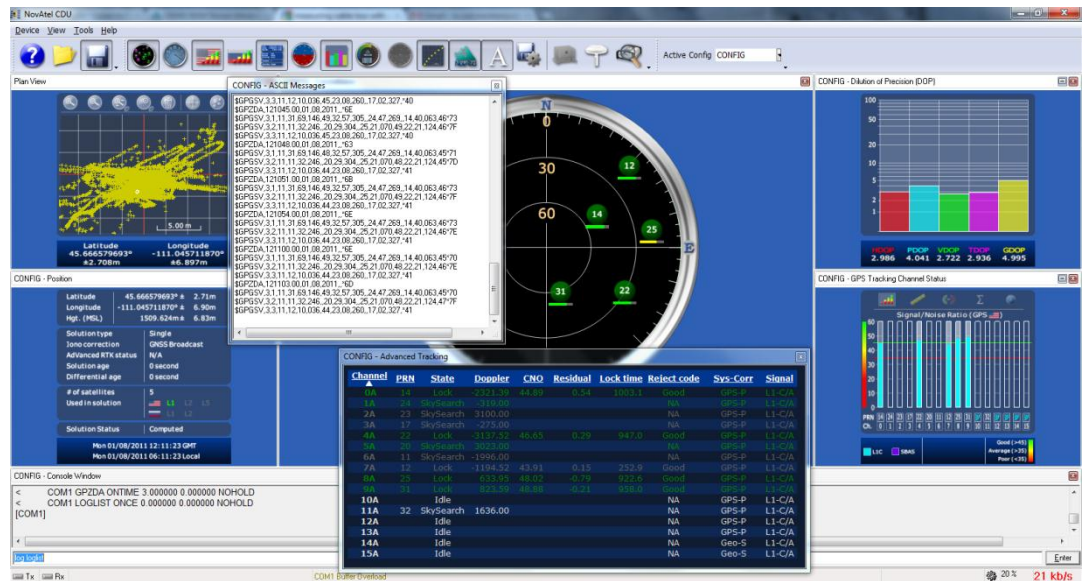 NovAtel CDU
Device View Tools Help
Active Config CONFIG
Plan View
5.00 m
Latitude Longitude
45.666579693° -111.045711870°
±2.708m ±6.897m
CONFIG - Position
Latitude 45.666579693° ± 2.71m
Longitude -111.045711870° ± 6.90m
Hgt. (MSL) 1509.624m ± 6.83m
Solution type Single
Iono correction GNSS Broadcast
AdVanced RTK status N/A
Solution age 0 second
Differential age 0 second
# of satellites 5
Used in solution L1 L2 L5
L1 L2
Solution Status Computed
Mon 01/08/2011 12:11:23 GMT
Mon 01/08/2011 06:11:23 Local
CONFIG - ASCII Messages
$GPGSV,3,3,11,12,10,036,45,23,08,260,,17,02,327,*40
$GPZDA,121045.00,01,08,2011,,*6E
$GPGSV,3,1,11,31,69,146,49,32,57,305,,24,47,269,,14,40,063,46*73
$GPGSV,3,2,11,11,32,246,,20,29,304,,25,21,070,49,22,21,124,46*7F
$GPGSV,3,3,11,12,10,036,45,23,08,260,,17,02,327,*40
$GPZDA,121048.00,01,08,2011,,*63
$GPGSV,3,1,11,31,69,146,48,32,57,305,,24,47,269,,14,40,063,45*71
$GPGSV,3,2,11,11,32,246,,20,29,304,,25,21,070,48,22,21,124,45*7D
$GPGSV,3,3,11,12,10,036,44,23,08,260,,17,02,327,*41
$GPZDA,121051.00,01,08,2011,,*6B
$GPGSV,3,1,11,31,69,146,49,32,57,305,,24,47,269,,14,40,063,46*73
$GPGSV,3,2,11,11,32,246,,20,29,304,,25,21,070,48,22,21,124,46*7E
$GPGSV,3,3,11,12,10,036,44,23,08,260,,17,02,327,*41
$GPZDA,121054.00,01,08,2011,,*6E
$GPGSV,3,1,11,31,69,146,49,32,57,305,,24,47,269,,14,40,063,46*73
$GPGSV,3,2,11,11,32,246,,20,29,304,,25,21,070,48,22,21,124,46*7E
$GPGSV,3,3,11,12,10,036,44,23,08,260,,17,02,327,*41
$GPZDA,121100.00,01,08,2011,,*6E
$GPGSV,3,1,11,31,69,146,49,32,57,305,,24,47,269,,14,40,063,45*70
$GPGSV,3,2,11,11,32,246,,20,29,304,,25,21,070,48,22,21,124,46*7E
$GPGSV,3,3,11,12,10,036,44,23,08,260,,17,02,327,*41
$GPZDA,121103.00,01,08,2011,,*6D
$GPGSV,3,1,11,31,69,146,49,32,57,305,,24,47,269,,14,40,063,45*70
$GPGSV,3,2,11,11,32,246,,20,29,304,,25,21,070,48,22,21,124,47*7F
$GPGSV,3,3,11,12,10,036,44,23,08,260,,17,02,327,*41
N
0
30
60
E
12
14
25
31
22
CONFIG - Dilution of Precision (DOP)
100
50
20
10
5
2
1
HDOP PDOP VDOP TDOP GDOP
2.986 4.041 2.722 2.936 4.995
CONFIG - GPS Tracking Channel Status
Signal/Noise Ratio (GPS)
60
50
40
30
20
10
0
PRN 14 24 23 17 22 20 11 12 25 31 32
Ch. 0 1 2 3 4 5 6 7 8 9 10 11 12 13 14 15
L1C SBAS
Good (>45)
Average (>35)
Poor (<35)
CONFIG - Advanced Tracking
Channel PRN State Doppler CNO Residual Lock time Reject code Sys-Corr Signal
0A 14 Lock -2321.39 44.89 0.54 1003.1 Good GPS-P L1-C/A
1A 24 SkySearch -319.00 NA GPS-P L1-C/A
2A 23 SkySearch 3100.00 NA GPS-P L1-C/A
3A 17 SkySearch -275.00 NA GPS-P L1-C/A
4A 22 Lock -3137.52 46.65 0.29 947.0 Good GPS-P L1-C/A
5A 20 SkySearch 3023.00 NA GPS-P L1-C/A
6A 11 SkySearch -1996.00 NA GPS-P L1-C/A
7A 12 Lock -1194.52 43.91 0.15 252.9 Good GPS-P L1-C/A
8A 25 Lock 633.95 48.02 -0.79 922.6 Good GPS-P L1-C/A
9A 31 Lock 823.59 48.88 -0.21 958.0 Good GPS-P L1-C/A
10A Idle NA GPS-P L1-C/A
11A 32 SkySearch 1636.00 NA GPS-P L1-C/A
12A Idle NA GPS-P L1-C/A
13A Idle NA GPS-P L1-C/A
14A Idle NA Geo-S L1-C/A
15A Idle NA Geo-S L1-C/A
CONFIG - Console Window
< COM1 GPZDA ONTIME 3.000000 0.000000 NOHOLD
< COM1 LOGLIST ONCE 0.000000 0.000000 NOHOLD
[COM1]
log loglist
Enter
Tx Rx
COM1 Buffer Overload
20 %
21 kb/s